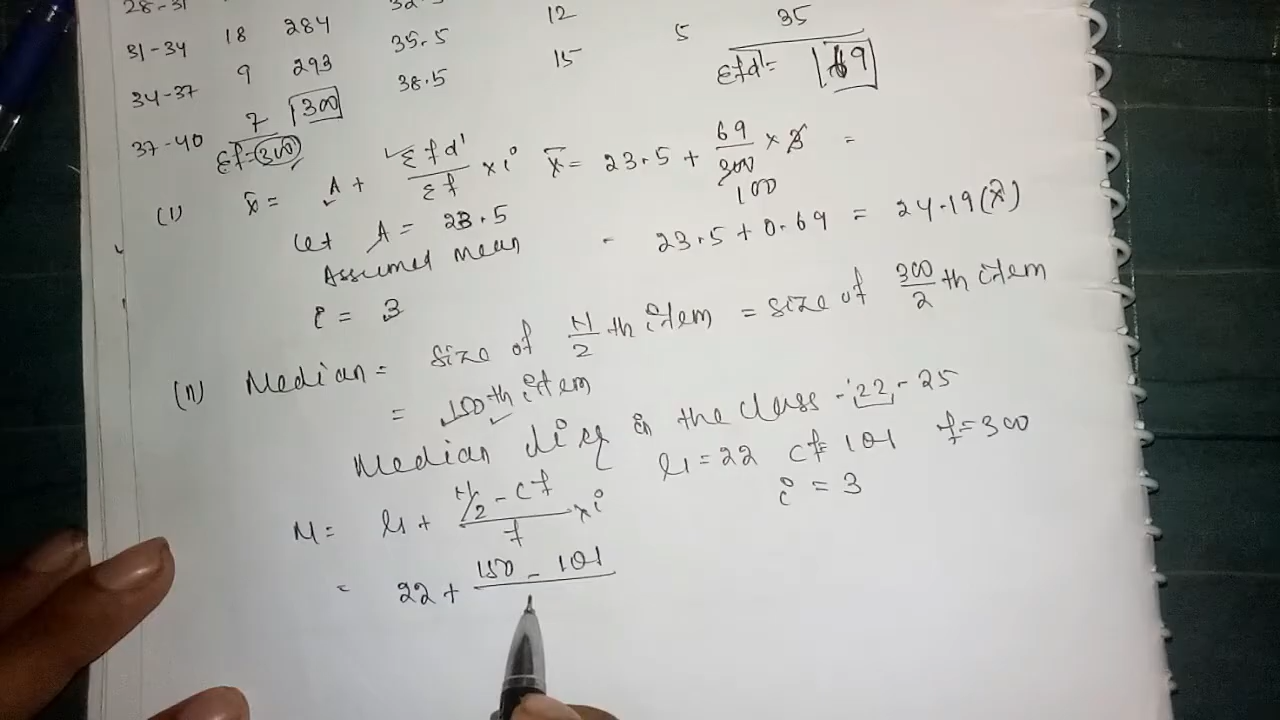 28-31 32.5 12
31-34 18 284 35.5 15 5 35
34-37 9 293 38.5 Σfd' = 69
37-40 7 300
Σf=300
(I) x̄ = A + Σfd'/Σf × i x̄ = 23.5 + 69/300 × 3 =
100
Let A = 23.5 = 23.5 + 0.69 = 24.19 (x̄)
Assumed Mean
i = 3
(II) Median = size of N/2 th item = size of 300/2 th item
= 150th item
Median lies in the class - 22 - 25
M = l1 + N/2 - cf / f × i l1 = 22 cf = 101 f = 300
i = 3
= 22 + 150 - 101